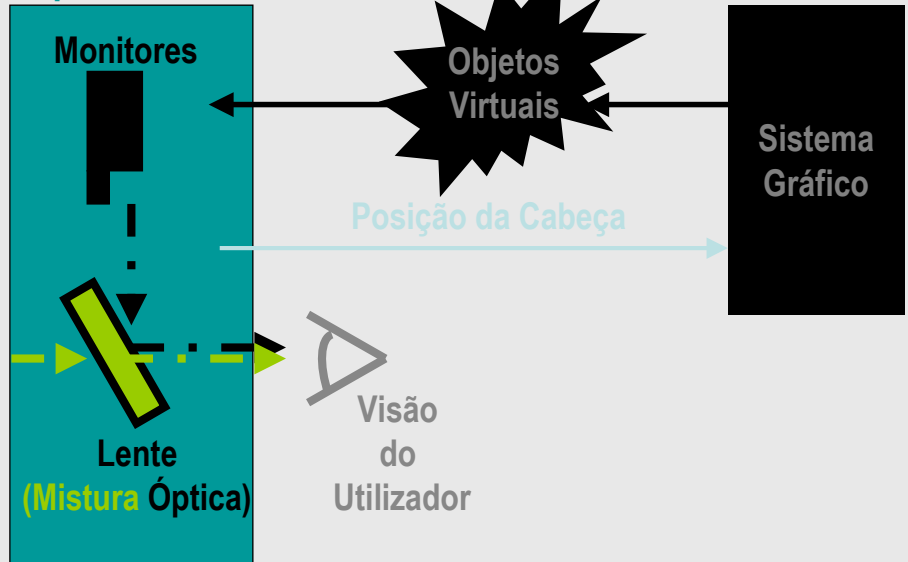 Monitores
Objetos
Virtuais
Sistema
Gráfico
Posição da Cabeça
Visão
do
Utilizador
Lente
(Mistura Óptica)